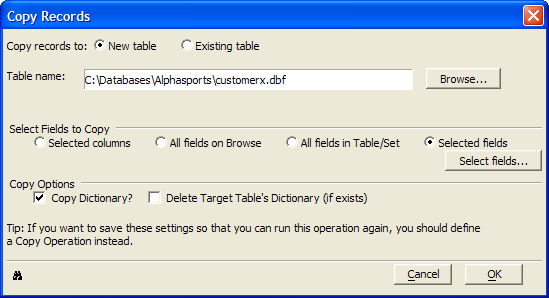 Copy Records
Copy records to: New table Existing table
Table name: C:\Databases\Alphasports\customerx.dbf Browse...
Select Fields to Copy
Selected columns All fields on Browse All fields in Table/Set Selected fields
Select fields...
Copy Options
Copy Dictionary? Delete Target Table's Dictionary (if exists)
Tip: If you want to save these settings so that you can run this operation again, you should define
a Copy Operation instead.
Cancel OK